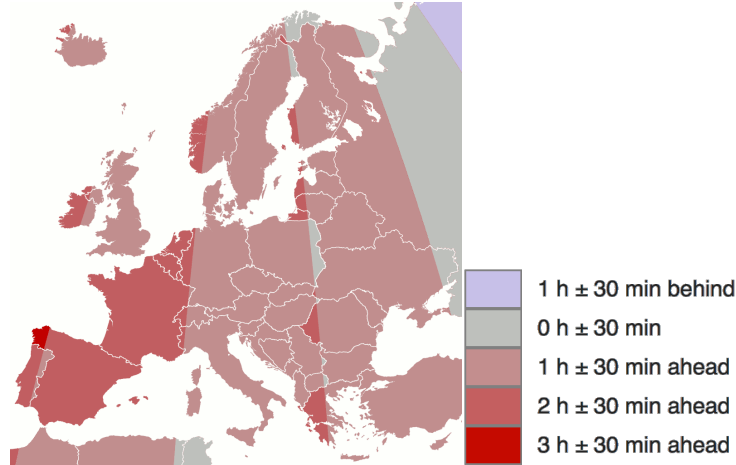 1 h ± 30 min behind
0 h ± 30 min
1 h ± 30 min ahead
2 h ± 30 min ahead
3 h ± 30 min ahead